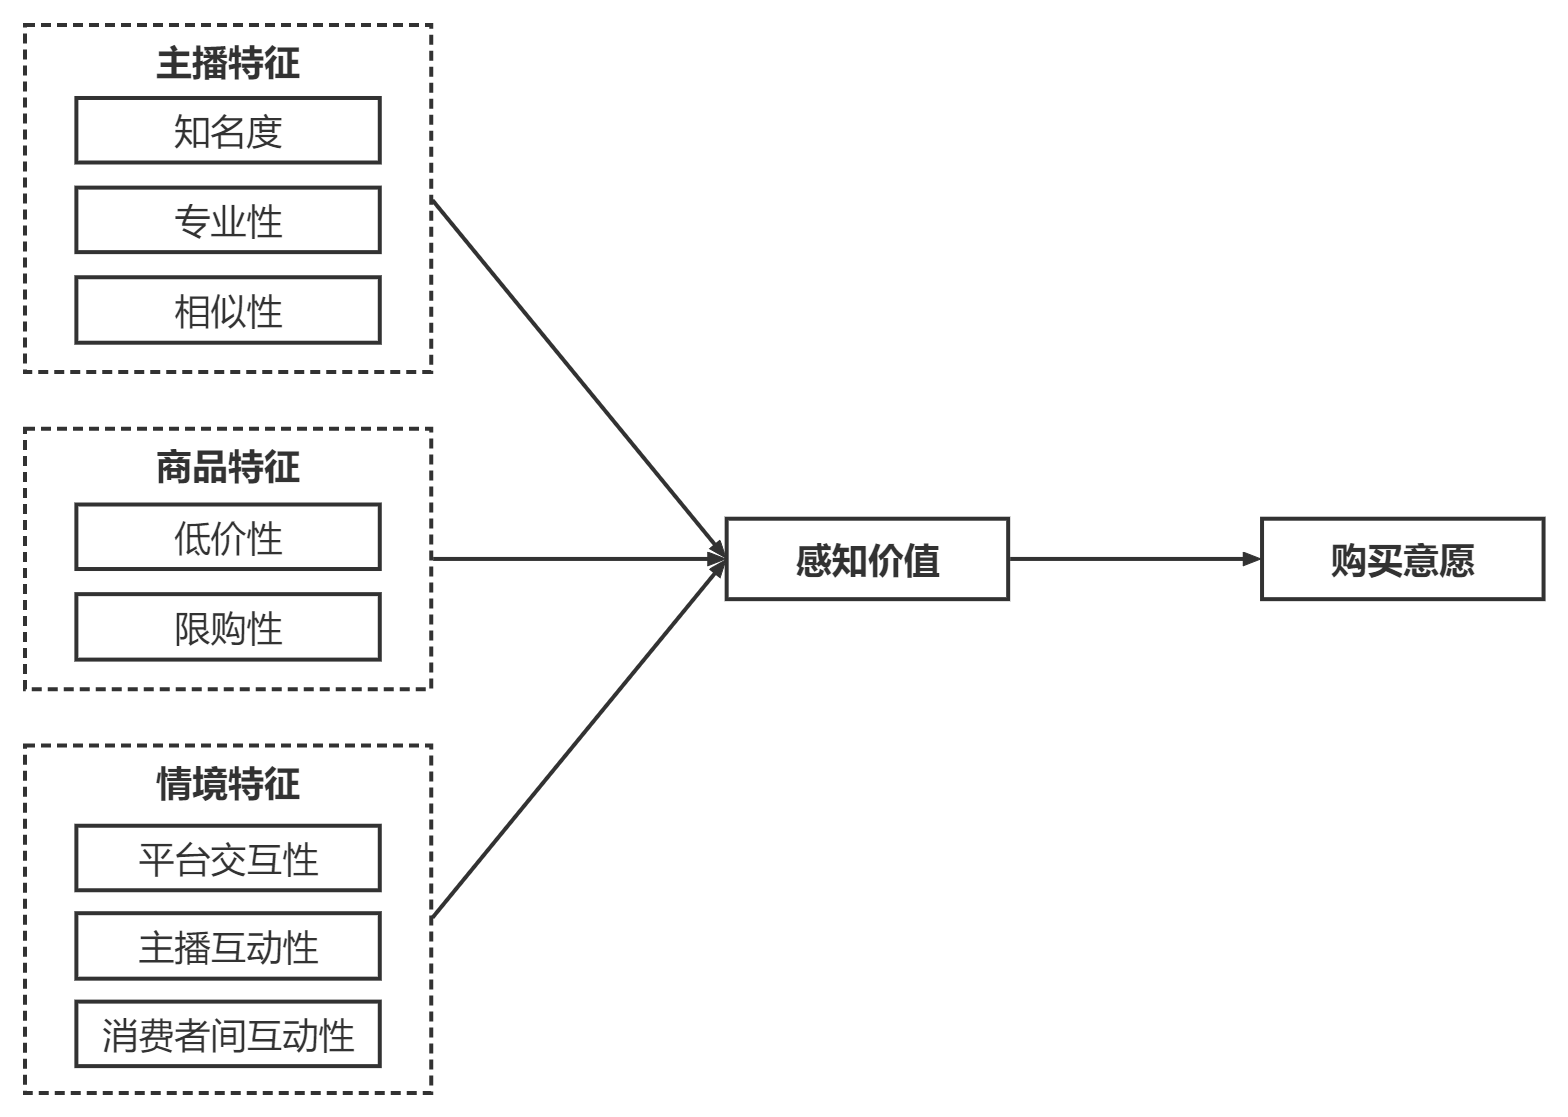 主播特征
知名度
专业性
相似性
商品特征
低价性
限购性
情境特征
平台交互性
主播互动性
消费者间互动性
感知价值
购买意愿